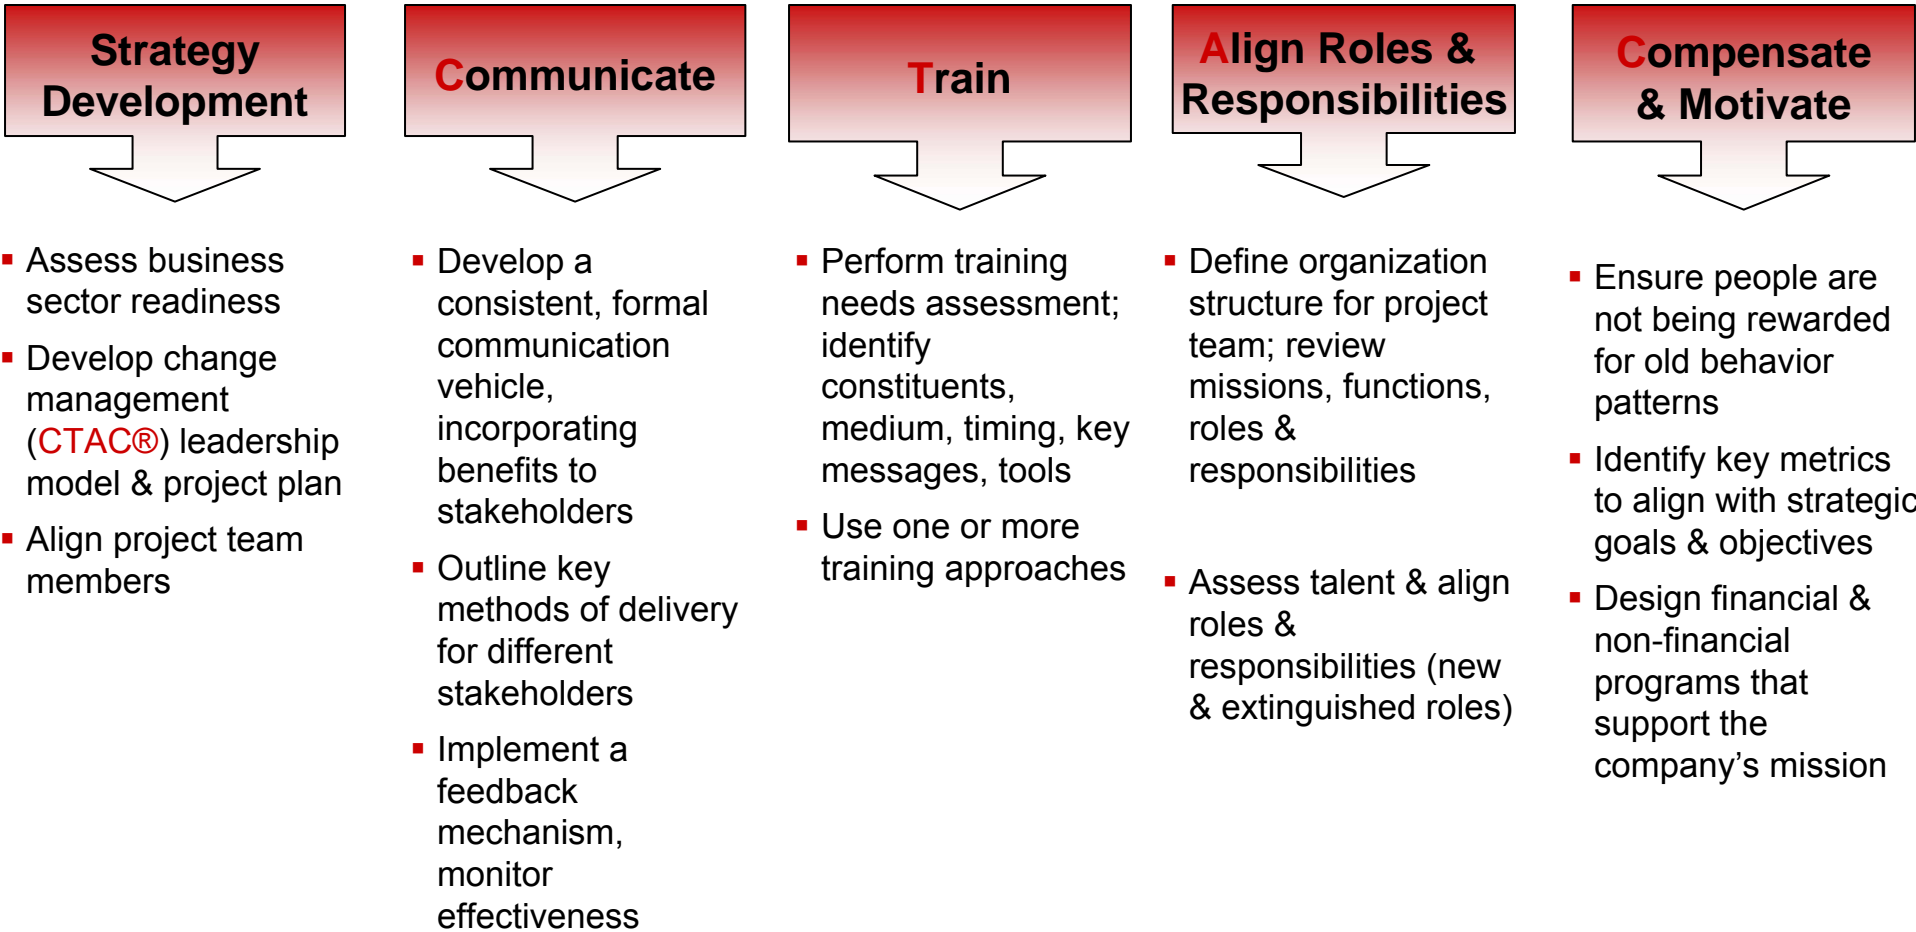 Strategy
Development
Assess business
sector readiness
Develop change
management
(CTAC®) leadership
model & project plan
Align project team
members
Communicate
Develop a
consistent, formal
communication
vehicle,
incorporating
benefits to
stakeholders
Outline key
methods of delivery
for different
stakeholders
Implement a
feedback
mechanism,
monitor
effectiveness
Train
Perform training
needs assessment;
identify
constituents,
medium, timing, key
messages, tools
Use one or more
training approaches
Align Roles &
Responsibilities
Define organization
structure for project
team; review
missions, functions,
roles &
responsibilities
Assess talent & align
roles &
responsibilities (new
& extinguished roles)
Compensate
& Motivate
Ensure people are
not being rewarded
for old behavior
patterns
Identify key metrics
to align with strategic
goals & objectives
Design financial &
non-financial
programs that
support the
company’s mission